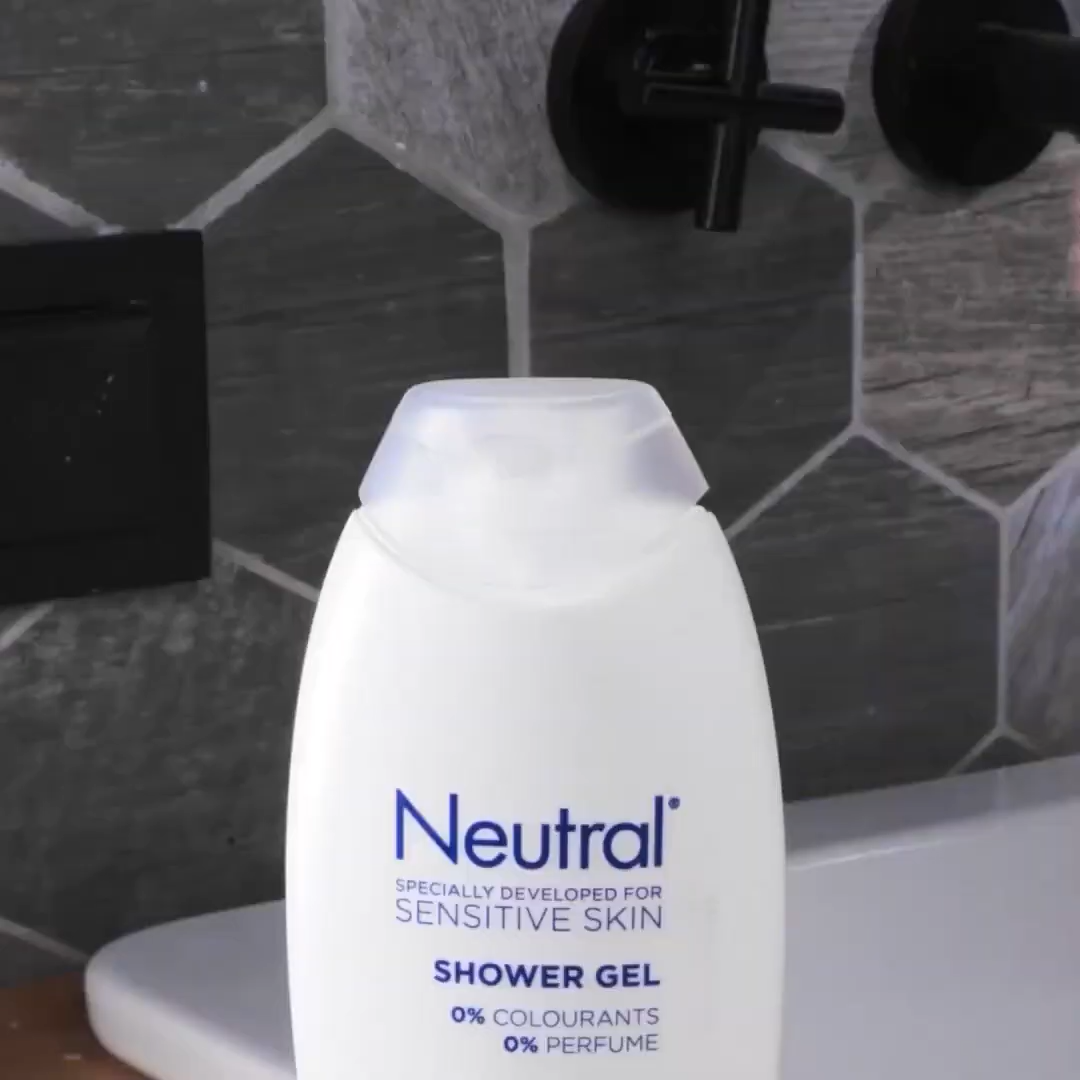 Neutral®
SPECIALLY DEVELOPED FOR
SENSITIVE SKIN
SHOWER GEL
0% COLOURANTS
0% PERFUME